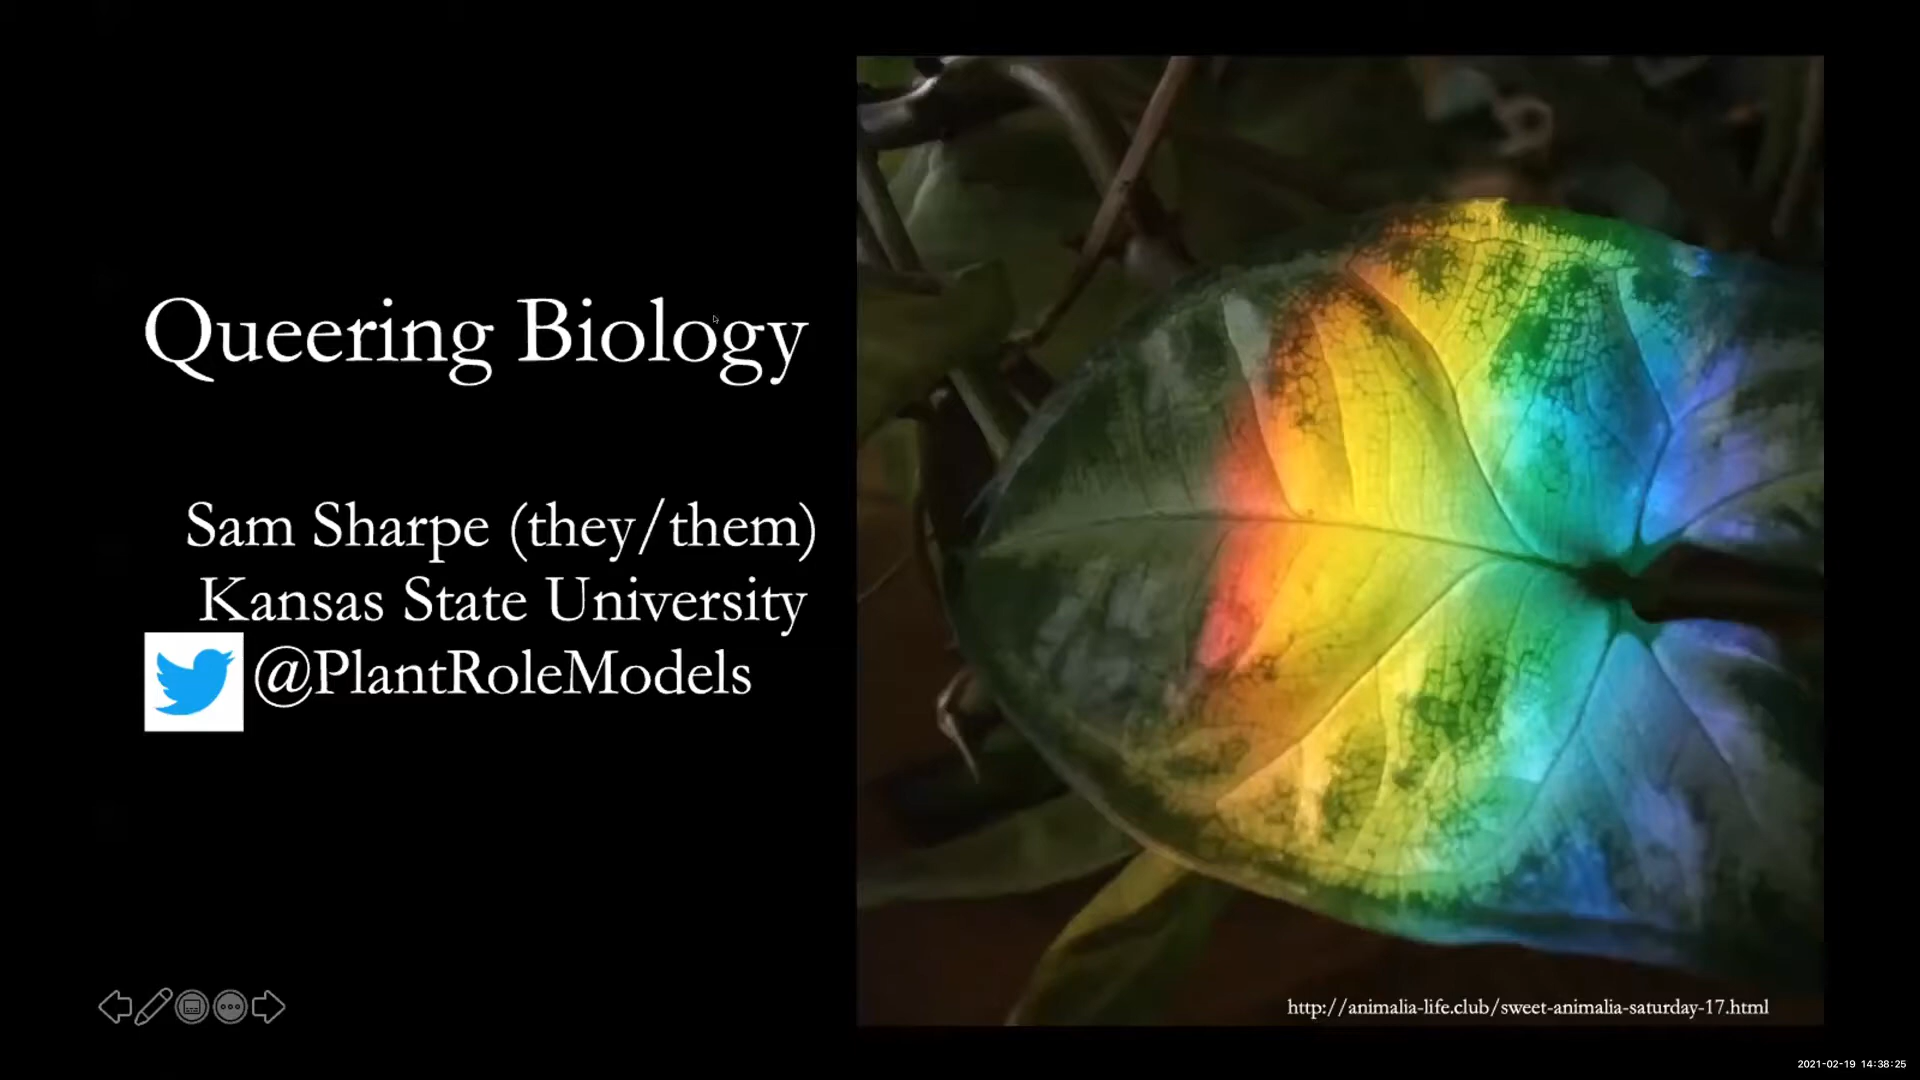 Queering Biology
Sam Sharpe (they/them)
Kansas State University
@PlantRoleModels
http://animalia-life.club/sweet-animalia-saturday-17.html
2021-02-19 14:38:25